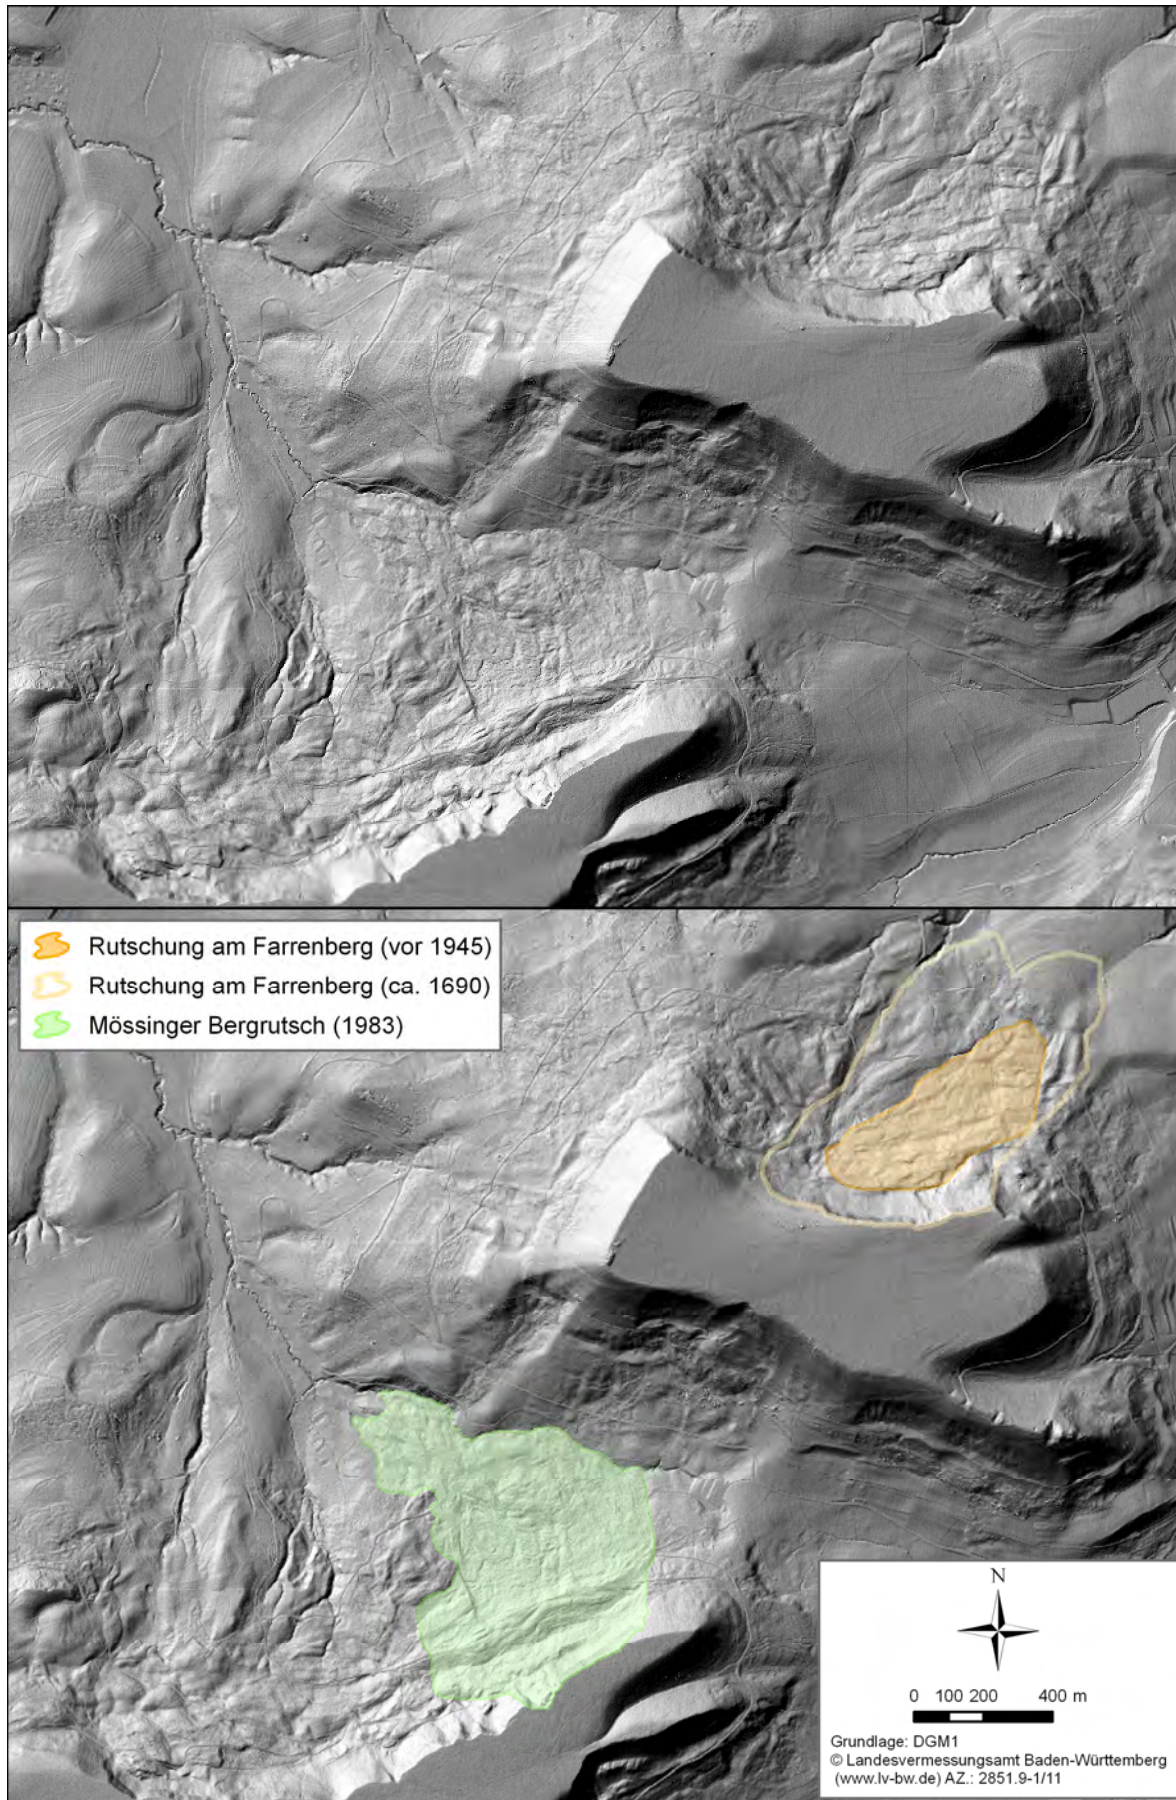 Rutschung am Farrenberg (vor 1945)
Rutschung am Farrenberg (ca. 1690)
Mössinger Bergrutsch (1983)
N
0 100 200 400 m
Grundlage: DGM1
© Landesvermessungsamt Baden-Württemberg
(www.lv-bw.de) AZ.: 2851.9-1/11